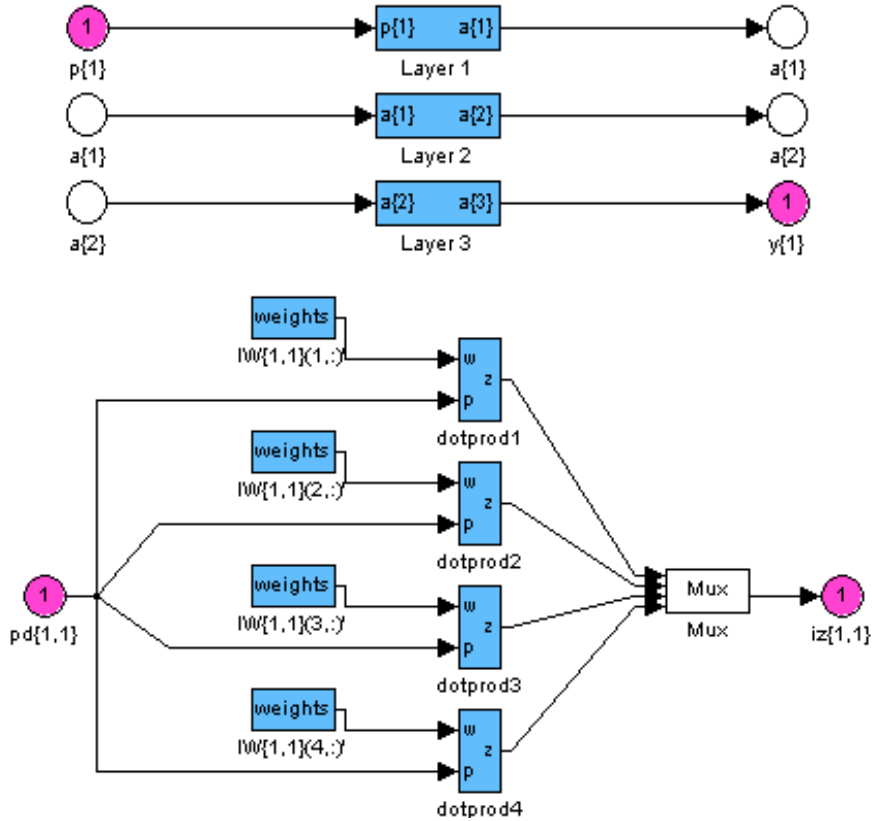 1 p{1} a{1}
p{1} Layer 1 a{1}
a{1} a{2}
a{1} Layer 2 a{2}
a{2} a{3} 1
a{2} Layer 3 y{1}
weights
IW{1,1}(1,:)'
w
z
p
dotprod1
weights
IW{1,1}(2,:)'
w
z
p
dotprod2
1
pd{1,1}
weights
IW{1,1}(3,:)'
w
z
p
dotprod3
Mux
Mux
1
iz{1,1}
weights
IW{1,1}(4,:)'
w
z
p
dotprod4